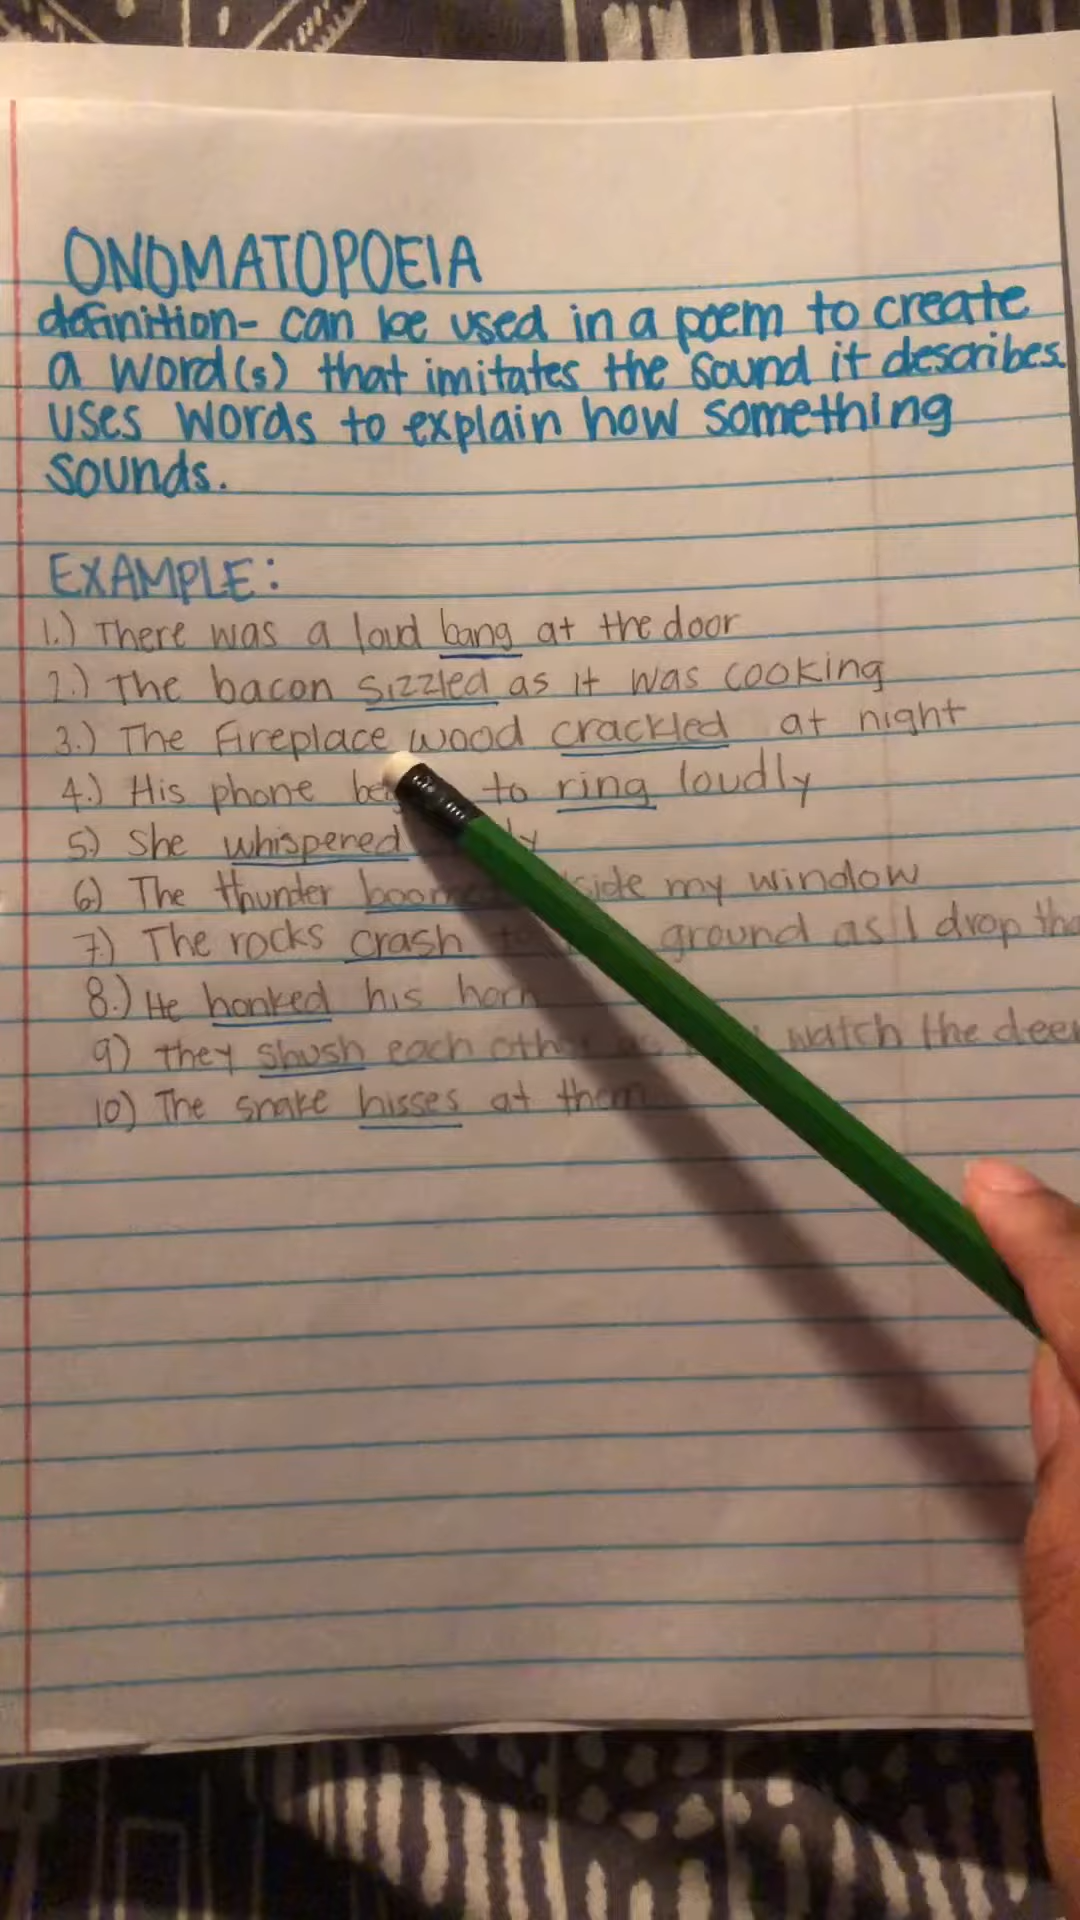 ONOMATOPOEIA
definition- can be used in a poem to create
a word(s) that imitates the sound it describes.
uses words to explain how something
sounds.
EXAMPLE:
1.) There was a loud bang at the door
2.) The bacon sizzled as it was cooking
3.) The fireplace wood crackled at night
4.) His phone to ring loudly
5.) She whispered
6.) The thunder my window
7.) The rocks crash ground as I drop
8.) He honked his horn
9) They shush each watch the
10) The snake hisses at them